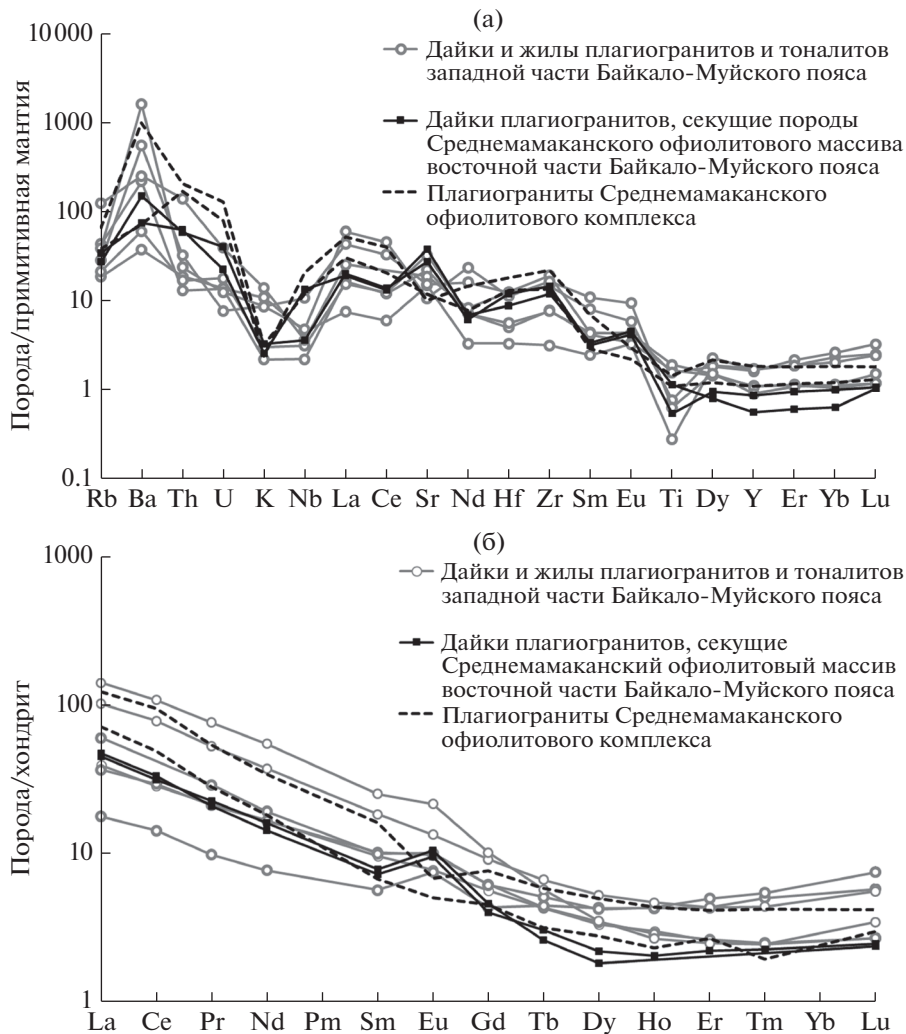 (а)
10 000
1000
100
10
1
0.1
Порода/примитивная мантия
Дайки и жилы плагиогранитов и тоналитов
западной части Байкало-Муйского пояса
Дайки плагиогранитов, секущие породы
Среднемамаканского офиолитового массива
восточной части Байкало-Муйского пояса
Плагиограниты Среднемамаканского
офиолитового комплекса
Rb Ba Th U K Nb La Ce Sr Nd Hf Zr Sm Eu Ti Dy Y Er Yb Lu
(б)
1000
100
10
1
Порода/хондрит
Дайки и жилы плагиогранитов и тоналитов
западной части Байкало-Муйского пояса
Дайки плагиогранитов, секущие
Среднемамаканский офиолитовый массив
восточной части Байкало-Муйского пояса
Плагиограниты Среднемамаканского
офиолитового комплекса
La Ce Pr Nd Pm Sm Eu Gd Tb Dy Ho Er Tm Yb Lu